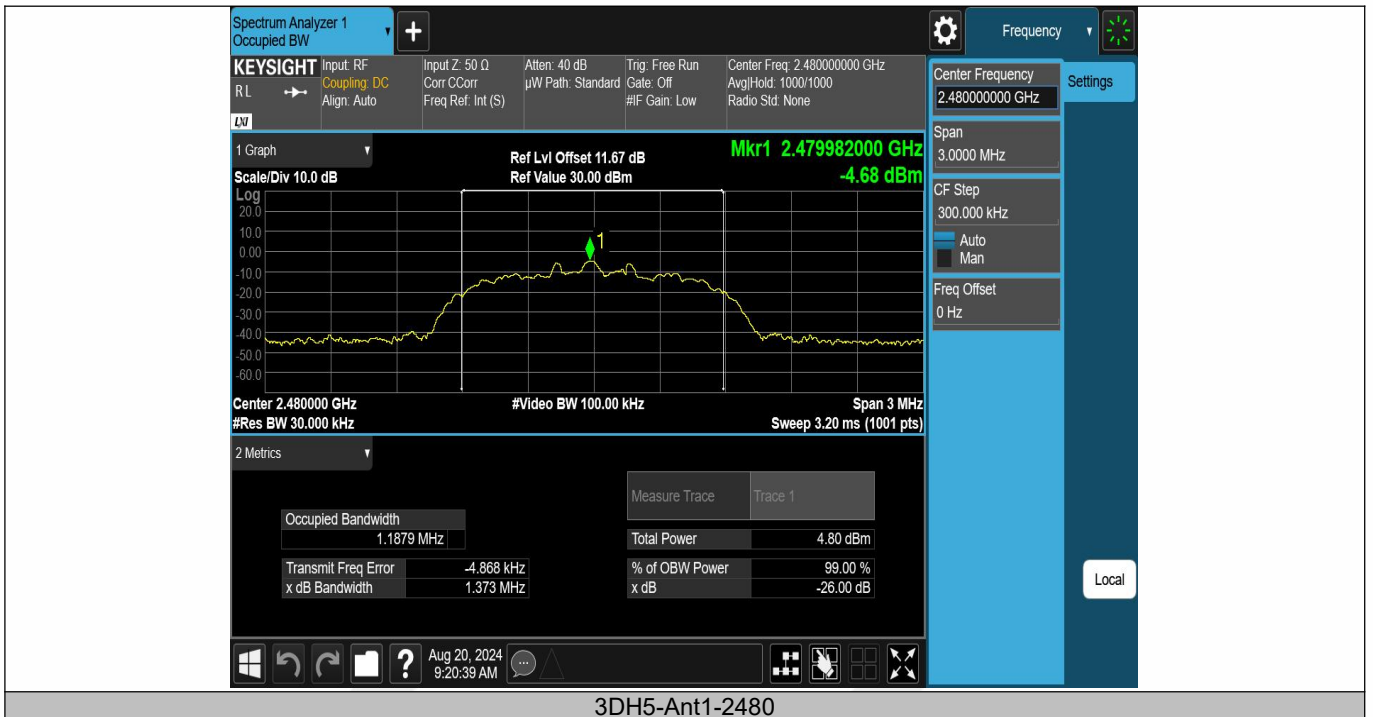 Spectrum Analyzer 1
Occupied BW
Frequency
KEYSIGHT
RL
LXI
Input: RF
Coupling: DC
Align: Auto
Input Z: 50 Ω
Corr CCorr
Freq Ref: Int (S)
Atten: 40 dB
µW Path: Standard
Trig: Free Run
Gate: Off
#IF Gain: Low
Center Freq: 2.480000000 GHz
Avg|Hold: 1000/1000
Radio Std: None
Center Frequency
2.480000000 GHz
Settings
Span
3.0000 MHz
CF Step
300.000 kHz
Auto
Man
Freq Offset
0 Hz
Local
1 Graph
Scale/Div 10.0 dB
Ref Lvl Offset 11.67 dB
Ref Value 30.00 dBm
Mkr1 2.479982000 GHz
-4.68 dBm
Log
20.0
10.0
0.00
-10.0
-20.0
-30.0
-40.0
-50.0
-60.0
1
Center 2.480000 GHz
#Video BW 100.00 kHz
Span 3 MHz
#Res BW 30.000 kHz
Sweep 3.20 ms (1001 pts)
2 Metrics
Measure Trace Trace 1
Occupied Bandwidth
1.1879 MHz
Total Power 4.80 dBm
Transmit Freq Error -4.868 kHz
% of OBW Power 99.00 %
x dB Bandwidth 1.373 MHz
x dB -26.00 dB
?
Aug 20, 2024
9:20:39 AM
3DH5-Ant1-2480